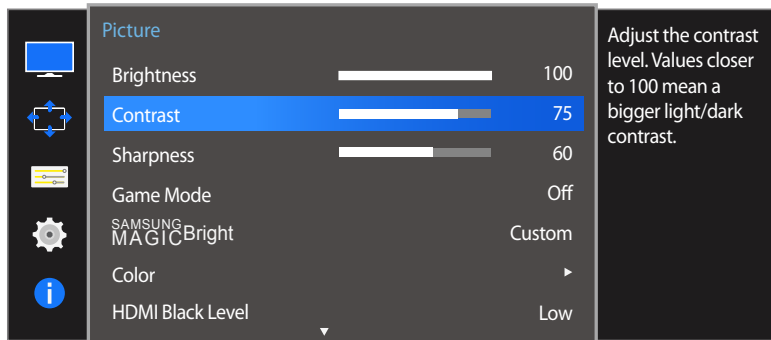 Picture
Brightness 100
Contrast 75
Sharpness 60
Game Mode Off
SAMSUNG
MAGICBright Custom
Color
HDMI Black Level Low
i
Adjust the contrast
level. Values closer
to 100 mean a
bigger light/dark
contrast.